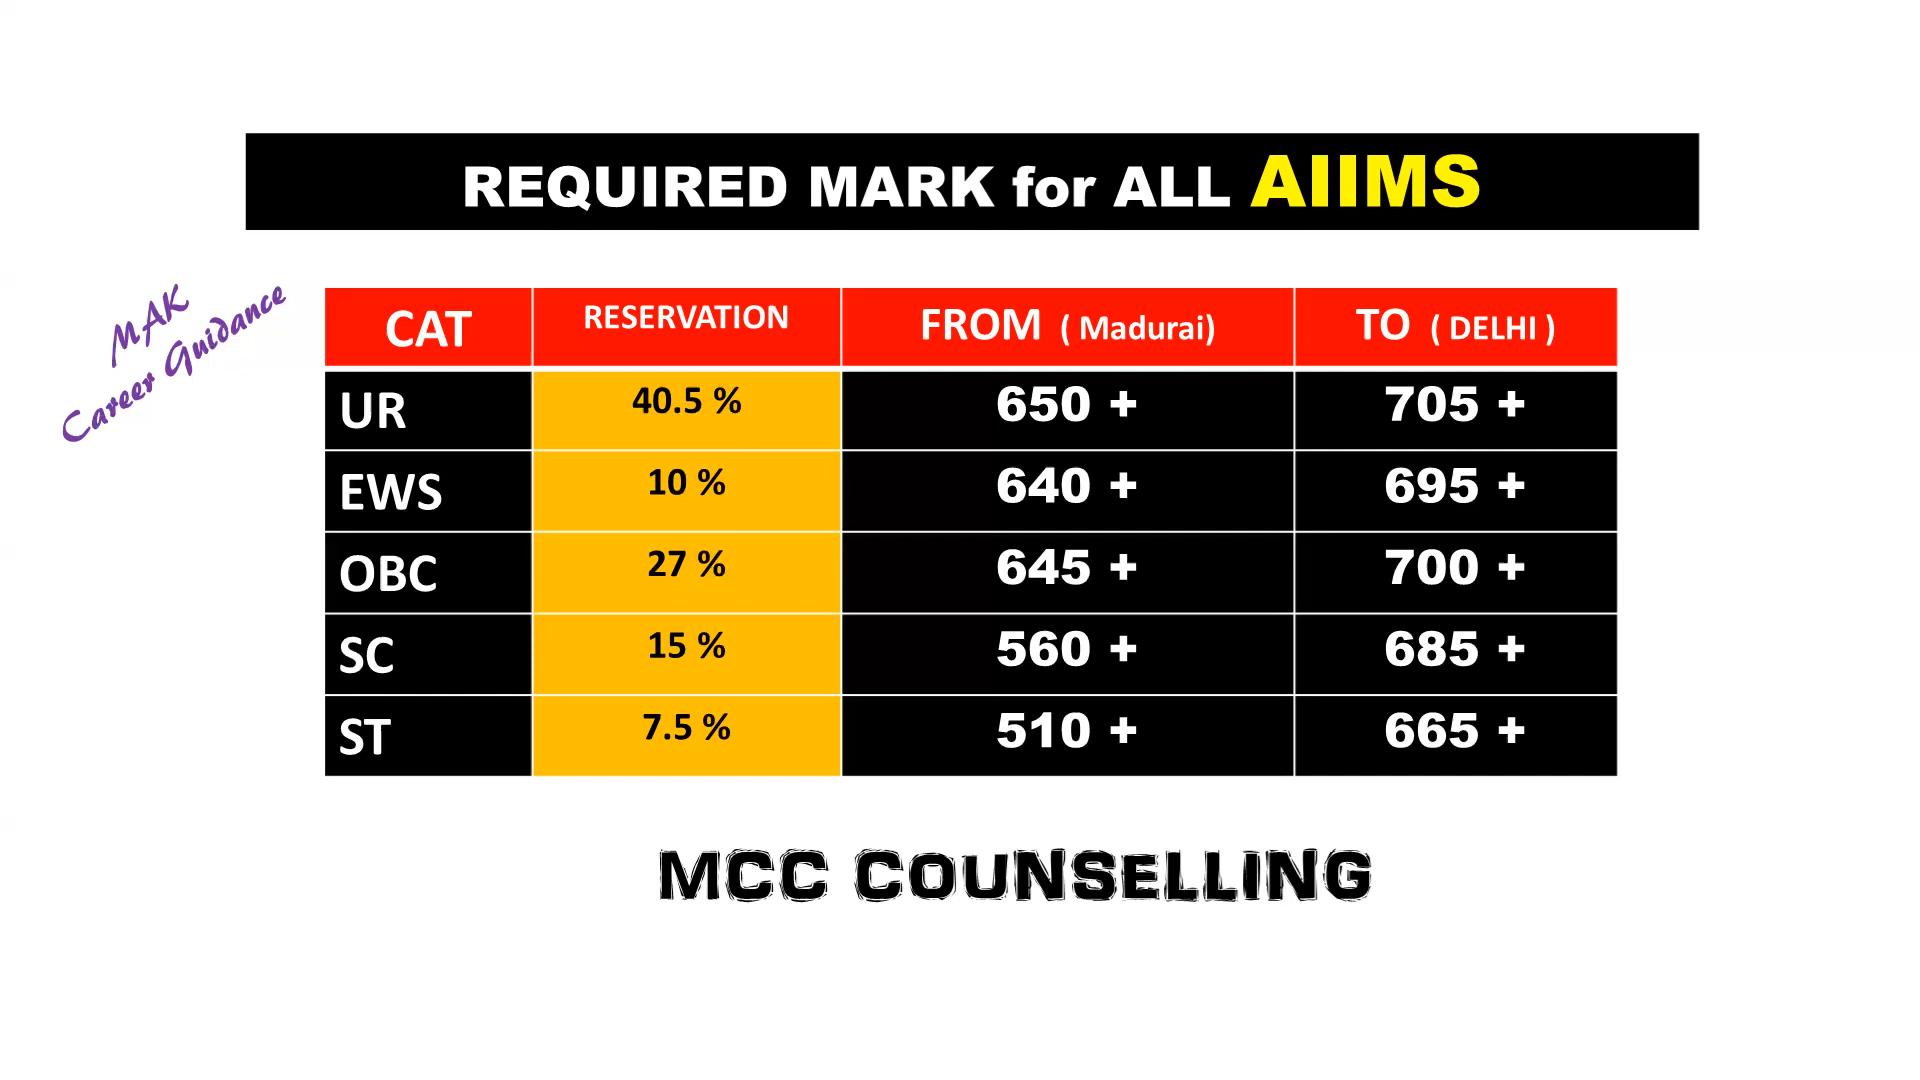 REQUIRED MARK for ALL AIIMS
MAK
Career Guidance
CAT RESERVATION FROM ( Madurai) TO ( DELHI )
UR 40.5 % 650 + 705 +
EWS 10 % 640 + 695 +
OBC 27 % 645 + 700 +
SC 15 % 560 + 685 +
ST 7.5 % 510 + 665 +
MCC COUNSELLING